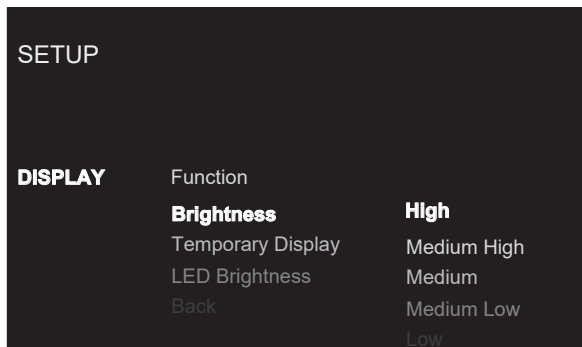 SETUP
DISPLAY
Function
Brightness
High
Temporary Display
Medium High
LED Brightness
Medium
Back
Medium Low
Low